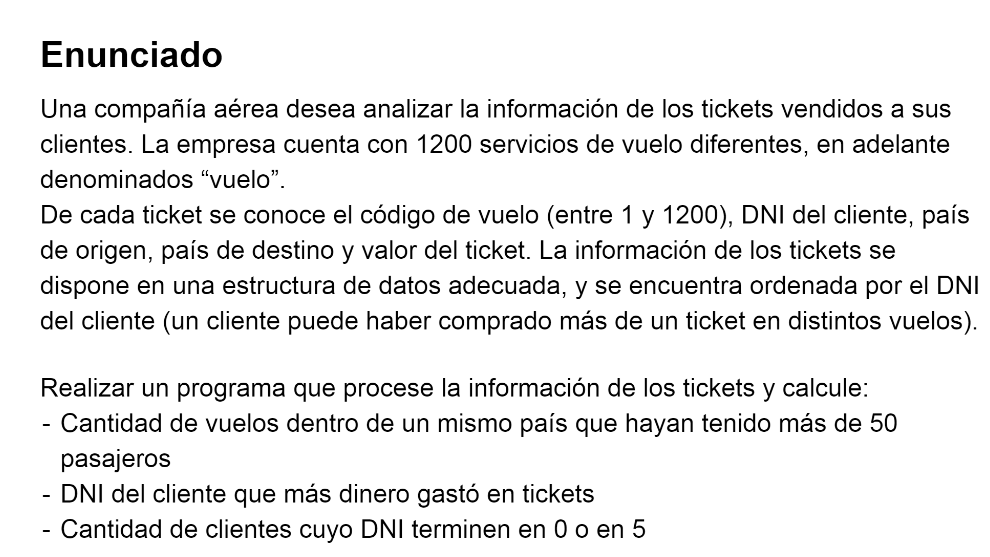 Enunciado
Una compañía aérea desea analizar la información de los tickets vendidos a sus
clientes. La empresa cuenta con 1200 servicios de vuelo diferentes, en adelante
denominados “vuelo”.
De cada ticket se conoce el código de vuelo (entre 1 y 1200), DNI del cliente, país
de origen, país de destino y valor del ticket. La información de los tickets se
dispone en una estructura de datos adecuada, y se encuentra ordenada por el DNI
del cliente (un cliente puede haber comprado más de un ticket en distintos vuelos).
Realizar un programa que procese la información de los tickets y calcule:
- Cantidad de vuelos dentro de un mismo país que hayan tenido más de 50
pasajeros
- DNI del cliente que más dinero gastó en tickets
- Cantidad de clientes cuyo DNI terminen en 0 o en 5